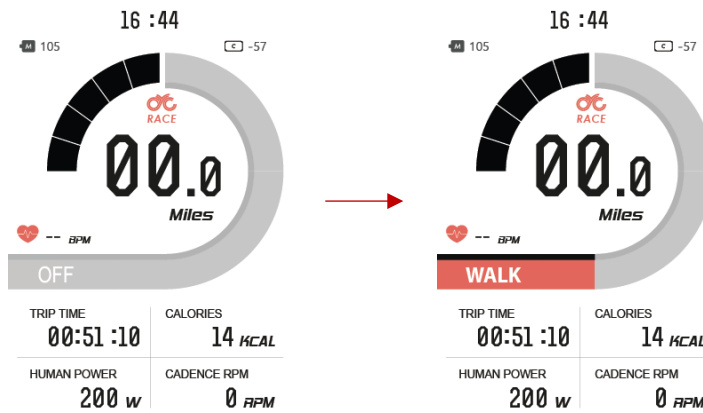 16:44
M 105
C -57
RACE
00.0
Miles
-- BPM
OFF
TRIP TIME
00:51:10
CALORIES
14 KCAL
HUMAN POWER
200 W
CADENCE RPM
0 RPM
16:44
M 105
C -57
RACE
00.0
Miles
-- BPM
WALK
TRIP TIME
00:51:10
CALORIES
14 KCAL
HUMAN POWER
200 W
CADENCE RPM
0 RPM